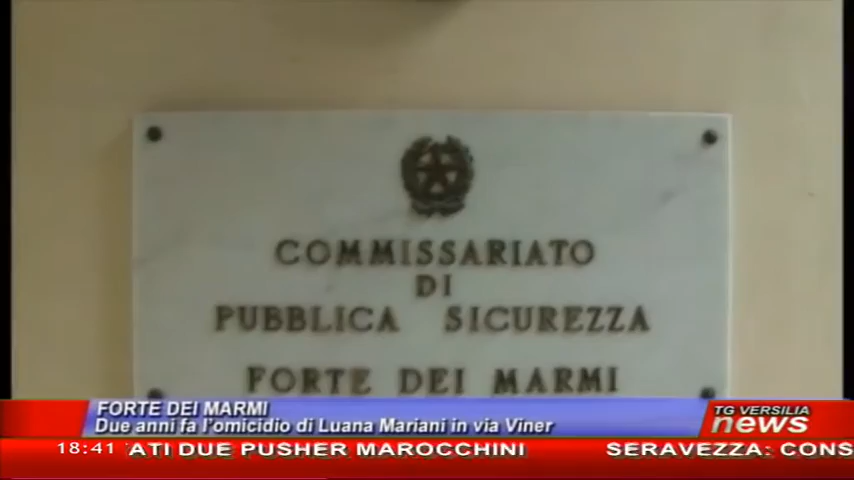 COMMISSARIATO
DI
PUBBLICA SICUREZZA
FORTE DEI MARMI
FORTE DEI MARMI
Due anni fa l'omicidio di Luana Mariani in via Viner
TG VERSILIA
news
18:41 ATI DUE PUSHER MAROCCHINI SERAVEZZA: CONS